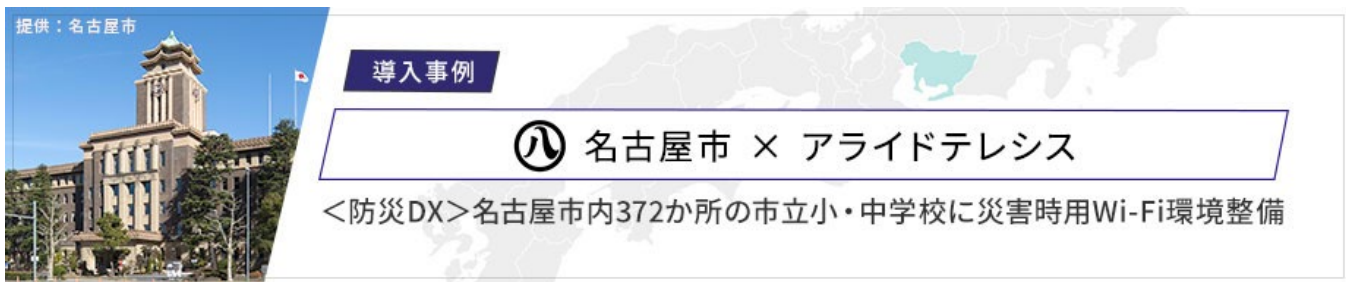 提供：名古屋市
導入事例
八 名古屋市 × アライドテレシス
＜防災DX＞名古屋市内372か所の市立小・中学校に災害時用Wi-Fi環境整備